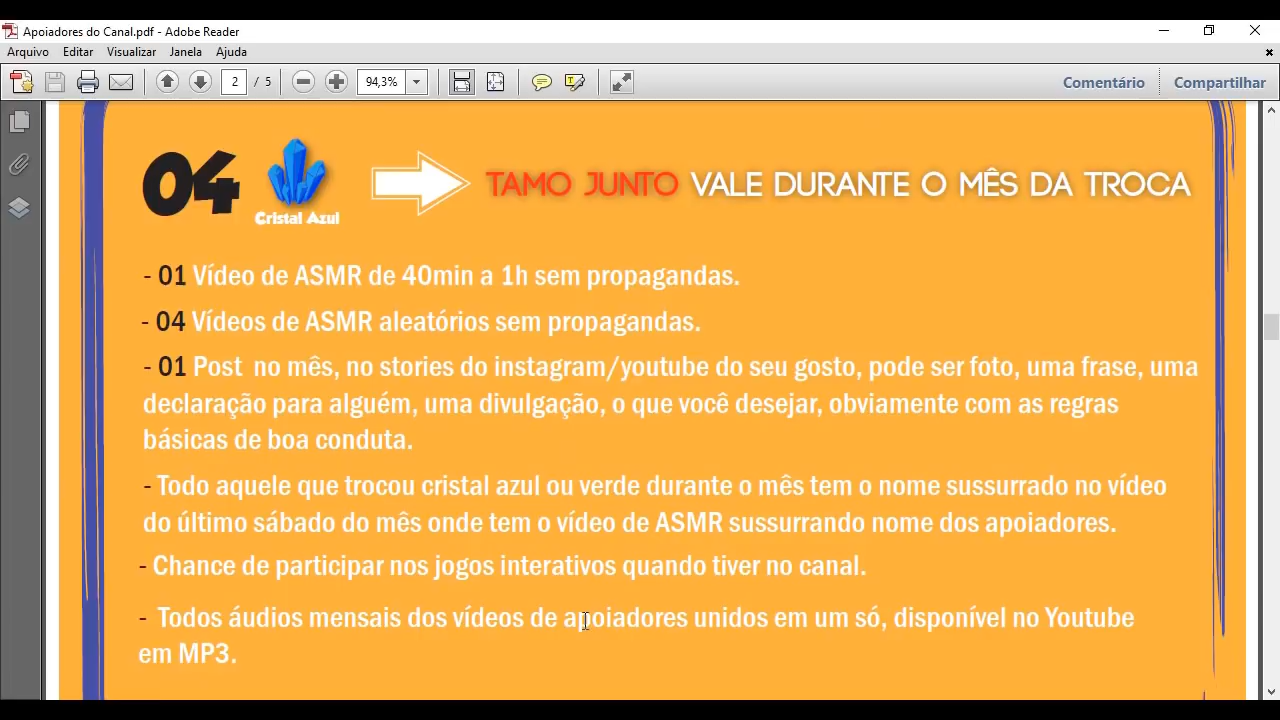 Apoiadores do Canal.pdf - Adobe Reader
Arquivo Editar Visualizar Janela Ajuda
2 / 5 94,3% Comentário Compartilhar
04 Cristal Azul TAMO JUNTO VALE DURANTE O MÊS DA TROCA
- 01 Vídeo de ASMR de 40min a 1h sem propagandas.
- 04 Vídeos de ASMR aleatórios sem propagandas.
- 01 Post no mês, no stories do instagram/youtube do seu gosto, pode ser foto, uma frase, uma
declaração para alguém, uma divulgação, o que você desejar, obviamente com as regras
básicas de boa conduta.
- Todo aquele que trocou cristal azul ou verde durante o mês tem o nome sussurrado no vídeo
do último sábado do mês onde tem o vídeo de ASMR sussurrando nome dos apoiadores.
- Chance de participar nos jogos interativos quando tiver no canal.
- Todos áudios mensais dos vídeos de apoiadores unidos em um só, disponível no Youtube
em MP3.